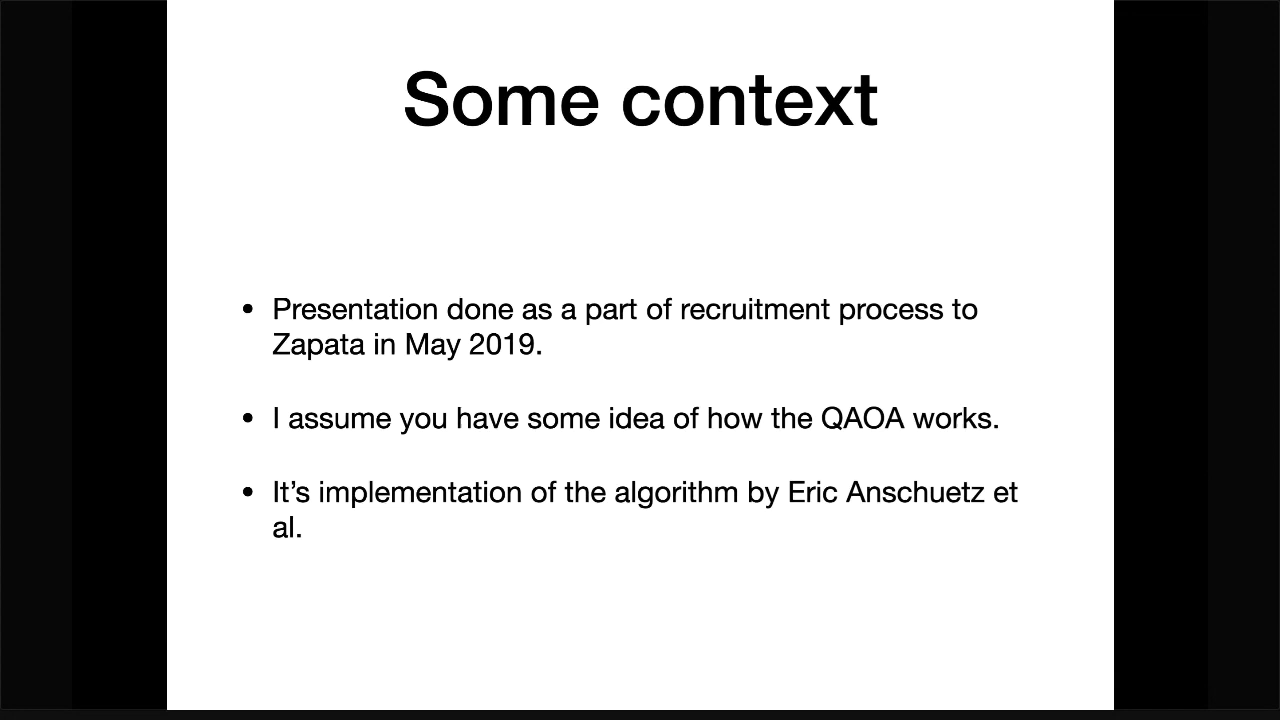 Some context
• Presentation done as a part of recruitment process to
Zapata in May 2019.
• I assume you have some idea of how the QAOA works.
• It’s implementation of the algorithm by Eric Anschuetz et
al.